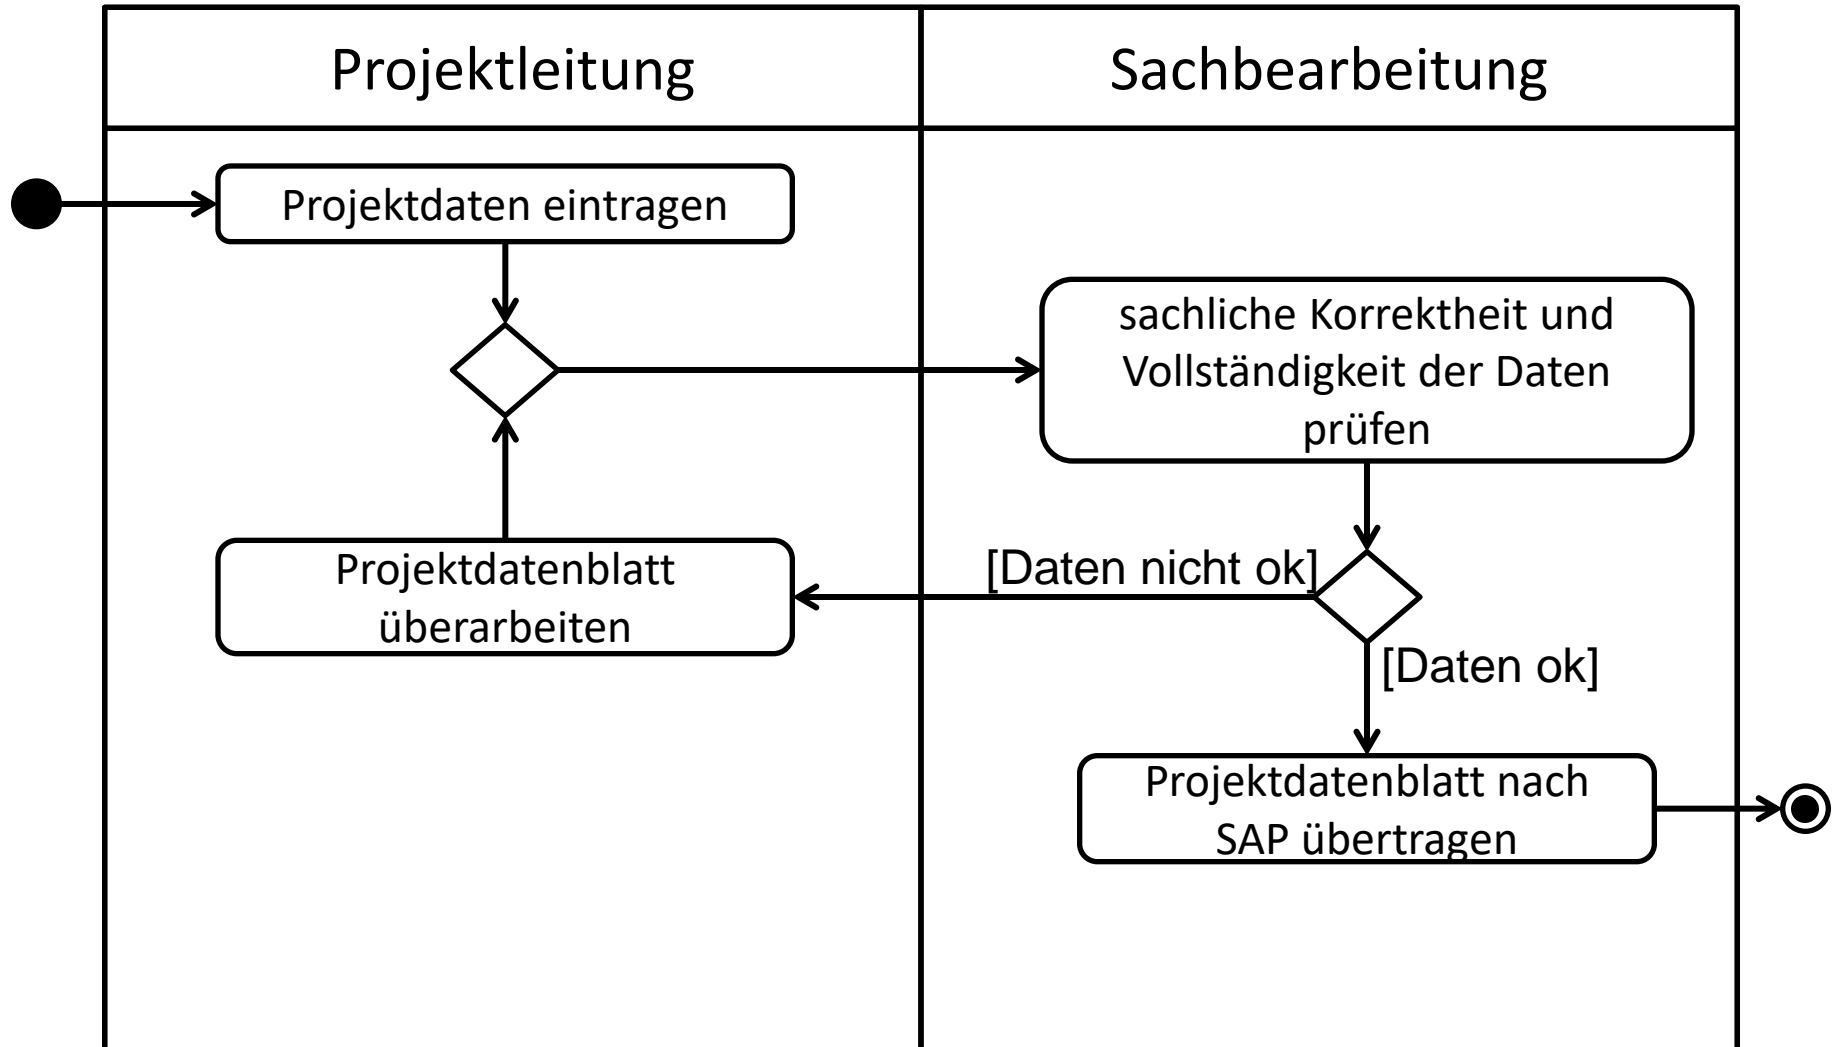 Projektleitung
Sachbearbeitung
Projektdaten eintragen
sachliche Korrektheit und
Vollständigkeit der Daten
prüfen
[Daten nicht ok]
Projektdatenblatt
überarbeiten
[Daten ok]
Projektdatenblatt nach
SAP übertragen